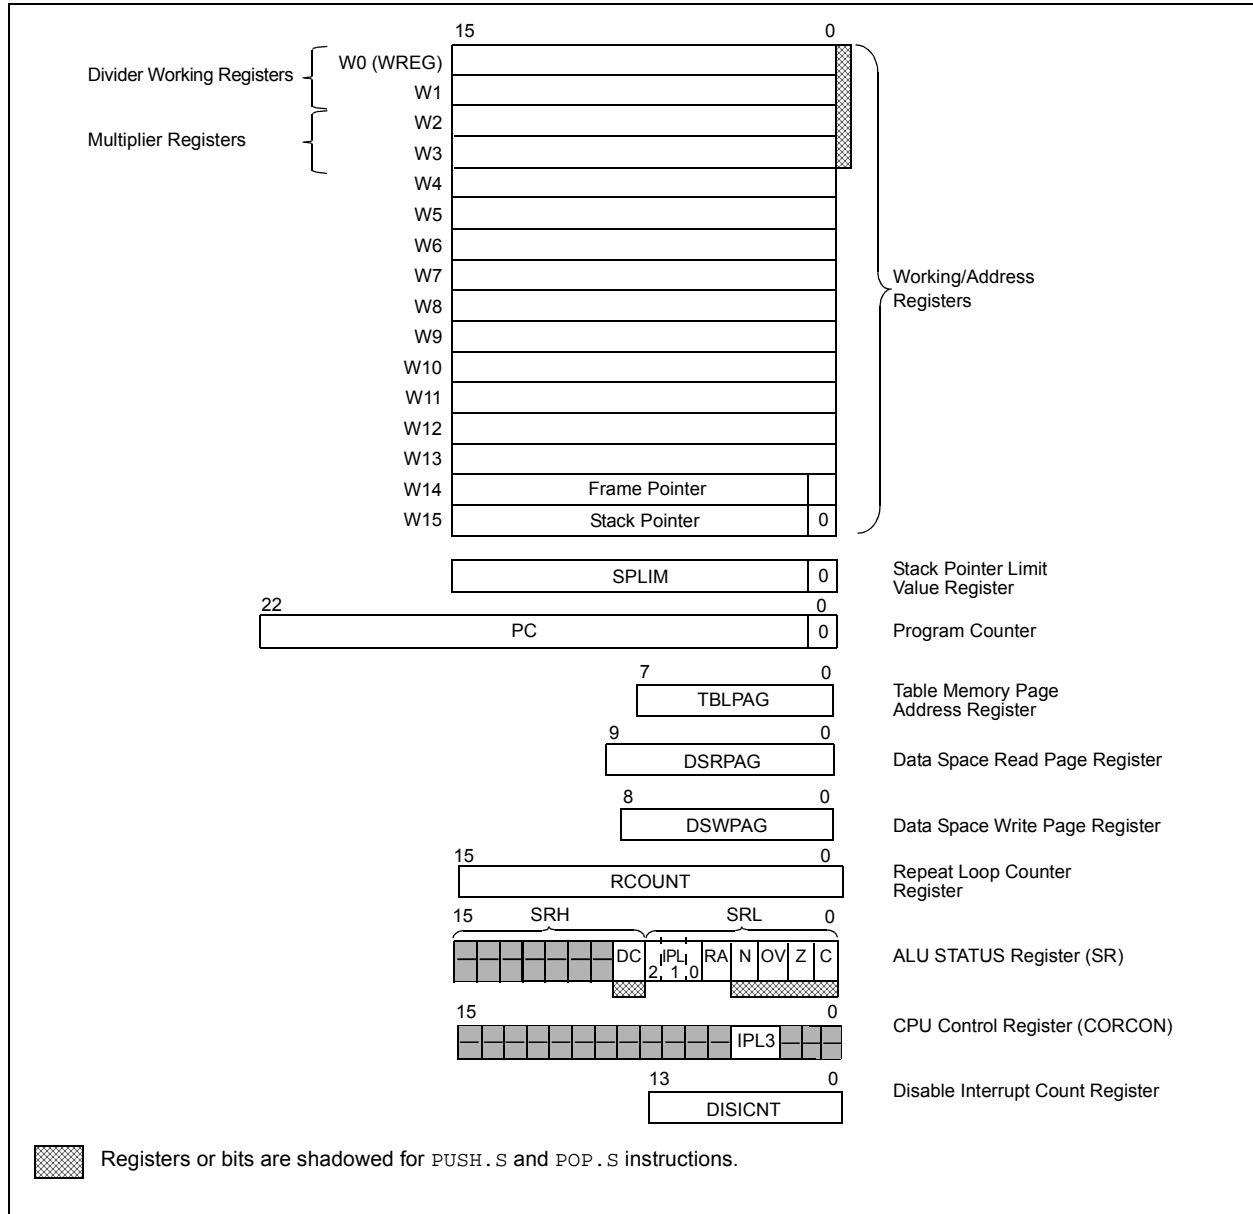 15 0
Divider Working Registers
W0 (WREG)
W1
Multiplier Registers
W2
W3
W4
W5
W6
W7
Working/Address
Registers
W8
W9
W10
W11
W12
W13
W14 Frame Pointer
W15 Stack Pointer 0
SPLIM 0
Stack Pointer Limit
Value Register
22 0
PC 0 Program Counter
7 0
TBLPAG
Table Memory Page
Address Register
9 0
DSRPAG Data Space Read Page Register
8 0
DSWPAG Data Space Write Page Register
15 0
RCOUNT
Repeat Loop Counter
Register
15 SRH SRL 0
— — — — — — — DC IPL RA N OV Z C ALU STATUS Register (SR)
2 1 0
15 0
— — — — — — — — — — — — IPL3 — — — CPU Control Register (CORCON)
13 0
DISICNT Disable Interrupt Count Register
Registers or bits are shadowed for PUSH.S and POP.S instructions.